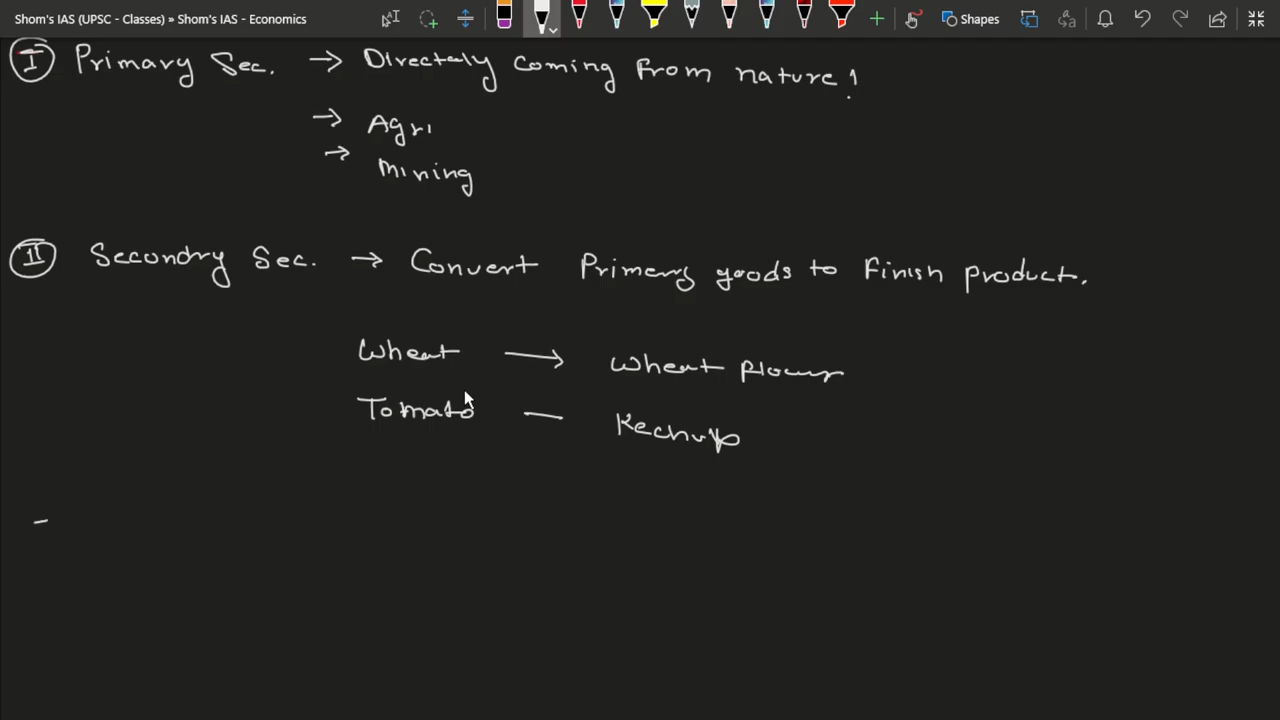 Shom's IAS (UPSC - Classes) » Shom's IAS - Economics
Shapes
I Primary Sec. → Directely coming from nature!
→ Agri
→ Mining
II Secondry Sec. → Convert Primary goods to Finish product.
Wheat → Wheat flour
Tomato — Kechup